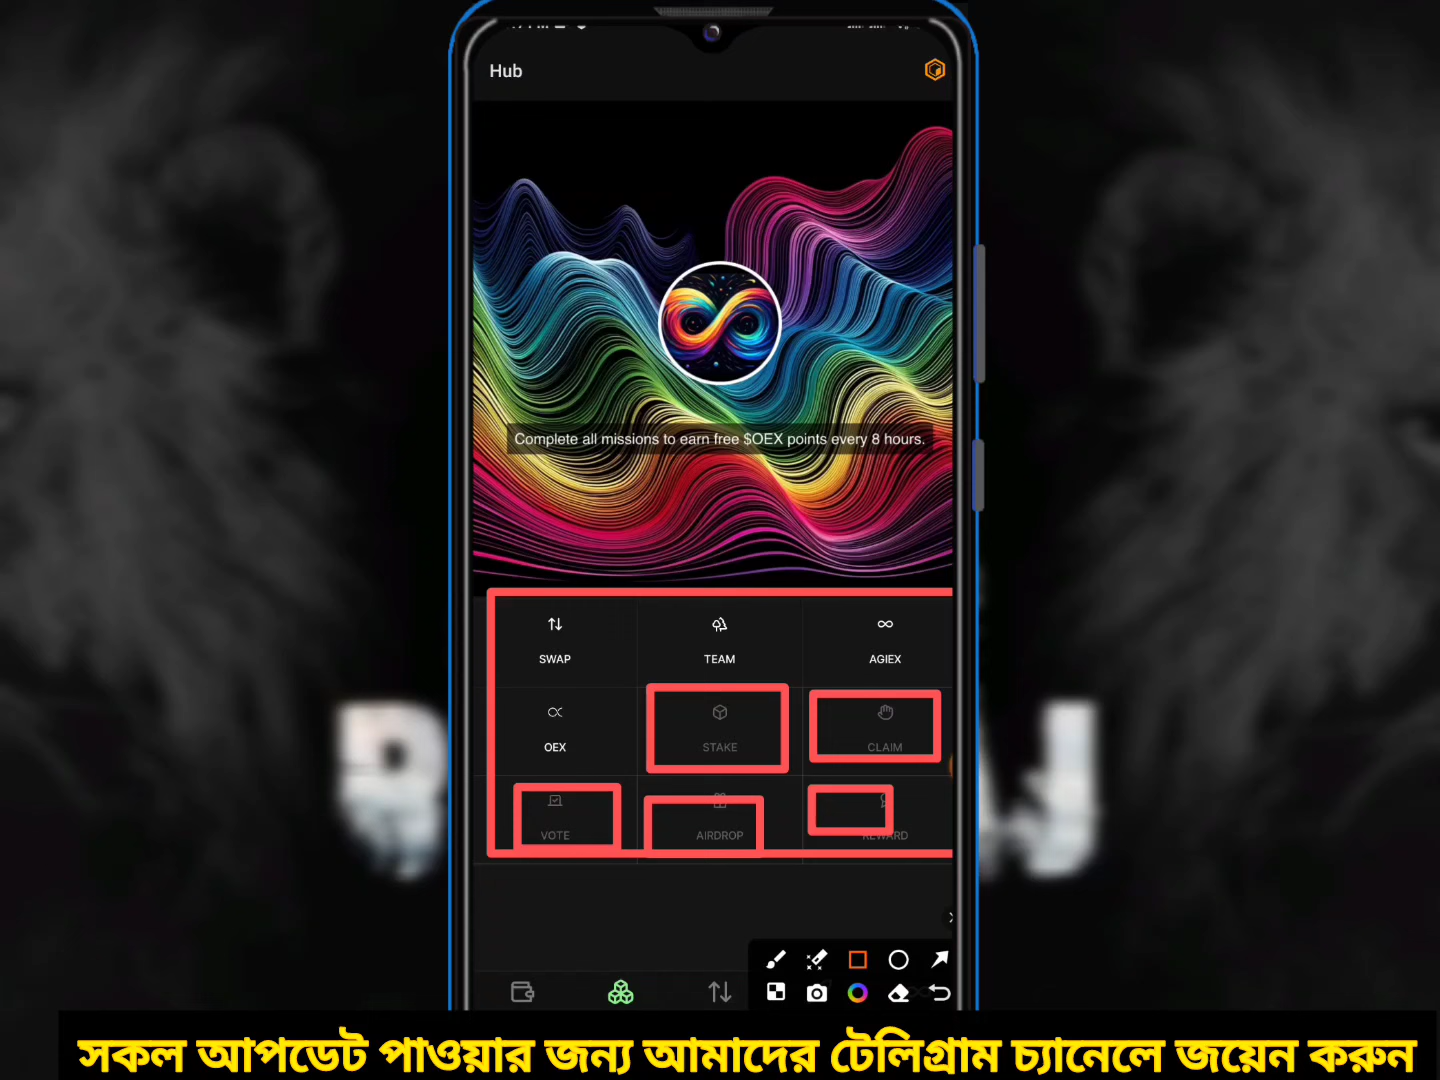 Hub
Complete all missions to earn free $OEX points every 8 hours.
SWAP TEAM AGIEX
OEX STAKE CLAIM
VOTE AIRDROP REWARD
সকল আপডেট পাওয়ার জন্য আমাদের টেলিগ্রাম চ্যানেলে জয়েন করুন